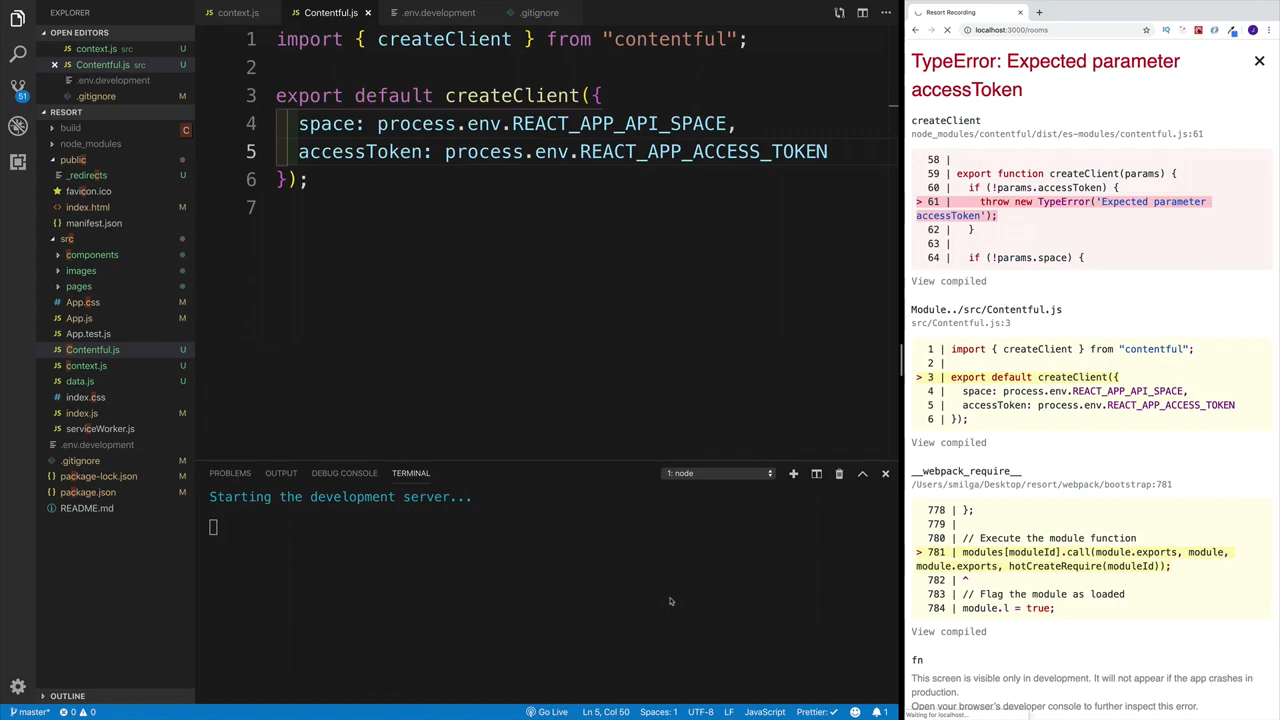 EXPLORER
OPEN EDITORS
context.js src U
Contentful.js src U
.env.development
.gitignore
51
RESORT
build
C
node_modules
public
_redirects U
favicon.ico
index.html M
manifest.json
src
components
images
pages
App.css M
App.js M
App.test.js
Contentful.js U
context.js U
data.js U
index.css M
index.js M
serviceWorker.js
.env.development
.gitignore M
package-lock.json M
package.json M
README.md
OUTLINE
context.js
Contentful.js
.env.development
.gitignore
1 import { createClient } from "contentful";
2
3 export default createClient({
4 space: process.env.REACT_APP_API_SPACE,
5 accessToken: process.env.REACT_APP_ACCESS_TOKEN
6 });
7
PROBLEMS OUTPUT DEBUG CONSOLE TERMINAL
1: node
Starting the development server...
master* 0 0
Go Live Ln 5, Col 50 Spaces: 1 UTF-8 LF JavaScript Prettier: ✓ 1
Resort Recording
localhost:3000/rooms
IQ
J
TypeError: Expected parameter
accessToken
createClient
node_modules/contentful/dist/es-modules/contentful.js:61
58 |
59 | export function createClient(params) {
60 | if (!params.accessToken) {
> 61 | throw new TypeError('Expected parameter
accessToken');
62 | }
63 |
64 | if (!params.space) {
View compiled
Module../src/Contentful.js
src/Contentful.js:3
1 | import { createClient } from "contentful";
2 |
> 3 | export default createClient({
4 | space: process.env.REACT_APP_API_SPACE,
5 | accessToken: process.env.REACT_APP_ACCESS_TOKEN
6 | });
View compiled
__webpack_require__
/Users/smilga/Desktop/resort/webpack/bootstrap:781
778 | };
779 |
780 | // Execute the module function
> 781 | modules[moduleId].call(module.exports, module,
module.exports, hotCreateRequire(moduleId));
782 | ^
783 | // Flag the module as loaded
784 | module.l = true;
View compiled
fn
This screen is visible only in development. It will not appear if the app crashes in
production.
Open your browser's developer console to further inspect this error.
Waiting for localhost...